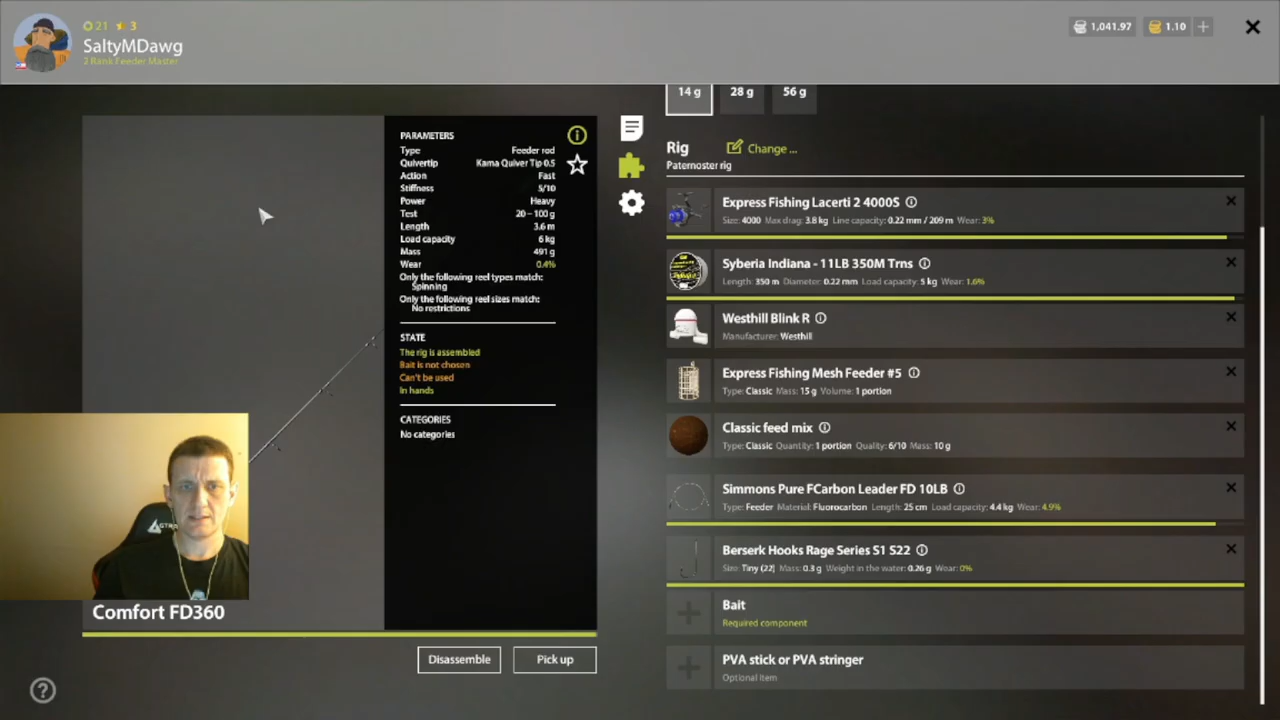 21 3
SaltyMDawg
2 Rank Feeder Master
1,041.97
1.10
PARAMETERS
Type Feeder rod
Quivertip Kama Quiver Tip 0.5
Action Fast
Stiffness 5/10
Power Heavy
Test 20 – 100 g
Length 3.6 m
Load capacity 6 kg
Mass 491 g
Wear 0.4%
Only the following reel types match:
Spinning
Only the following reel sizes match:
No restrictions
STATE
The rig is assembled
Bait is not chosen
Can't be used
In hands
CATEGORIES
No categories
Comfort FD360
Disassemble
Pick up
14 g 28 g 56 g
Rig
Change ...
Paternoster rig
Express Fishing Lacerti 2 4000S
Size: 4000 Max drag: 3.8 kg Line capacity: 0.22 mm / 209 m Wear: 3%
Syberia Indiana - 11LB 350M Trns
Length: 350 m Diameter: 0.22 mm Load capacity: 5 kg Wear: 1.6%
Westhill Blink R
Manufacturer: Westhill
Express Fishing Mesh Feeder #5
Type: Classic Mass: 15 g Volume: 1 portion
Classic feed mix
Type: Classic Quantity: 1 portion Quality: 6/10 Mass: 10 g
Simmons Pure FCarbon Leader FD 10LB
Type: Feeder Material: Fluorocarbon Length: 25 cm Load capacity: 4.4 kg Wear: 4.9%
Berserk Hooks Rage Series S1 S22
Size: Tiny (22) Mass: 0.3 g Weight in the water: 0.26 g Wear: 0%
Bait
Required component
PVA stick or PVA stringer
Optional item